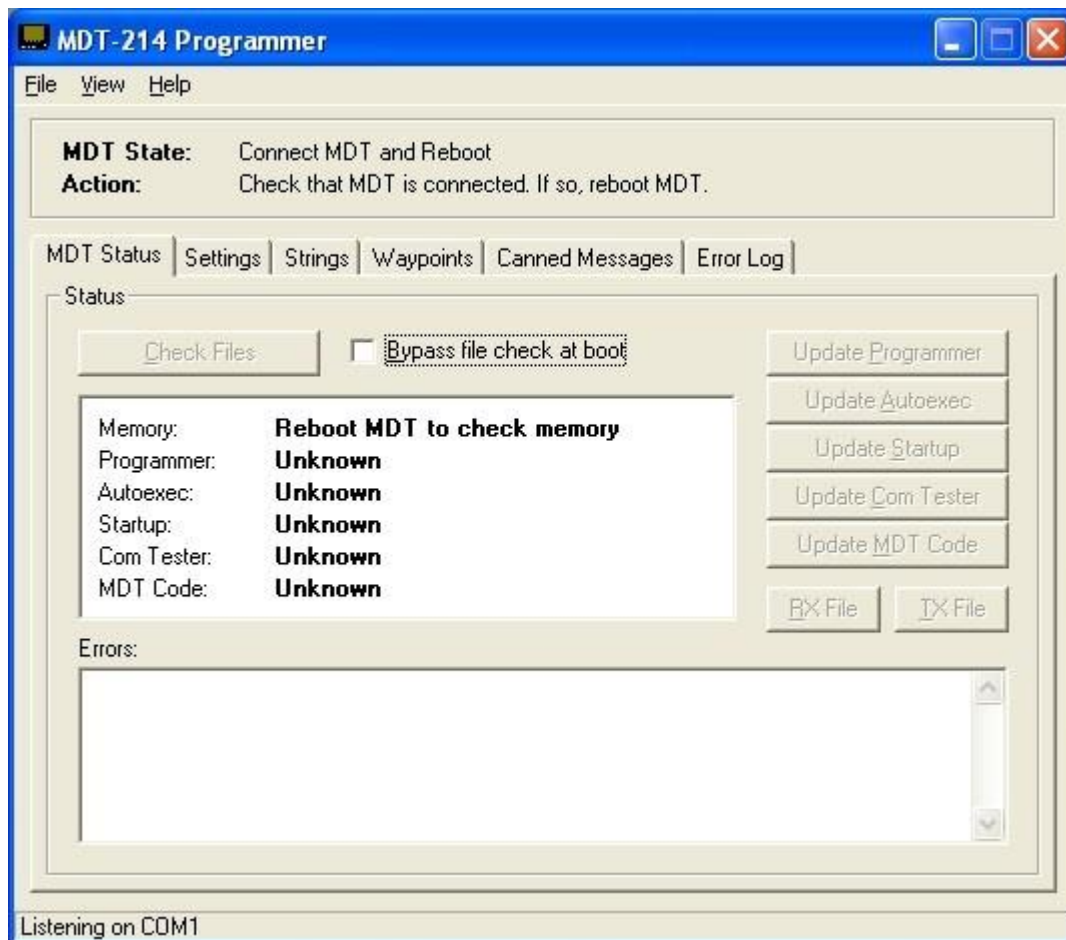 MDT-214 Programmer
File View Help
MDT State: Connect MDT and Reboot
Action: Check that MDT is connected. If so, reboot MDT.
MDT Status Settings Strings Waypoints Canned Messages Error Log
Status
Check Files Bypass file check at boot Update Programmer
Update Autoexec
Memory: Reboot MDT to check memory
Programmer: Unknown Update Startup
Autoexec: Unknown Update Com Tester
Startup: Unknown
Com Tester: Unknown Update MDT Code
MDT Code: Unknown RX File TX File
Errors:
Listening on COM1